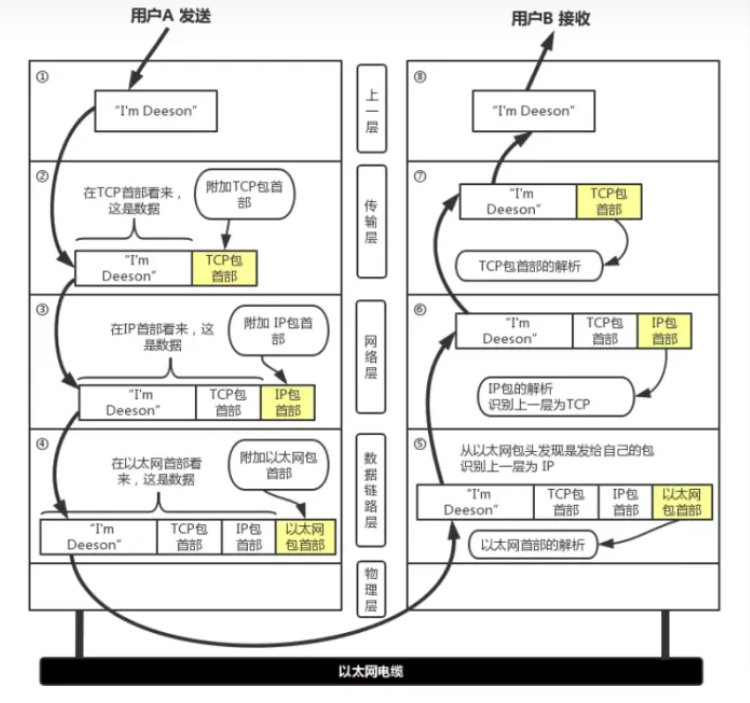 用户A 发送
用户B 接收
①
"I'm Deeson"
②
在TCP首部看来，
这是数据
附加TCP包首
部
"I'm
Deeson"
TCP包
首部
③
在IP首部看来，这
是数据
附加 IP包首
部
"I'm
Deeson"
TCP包
首部
IP包
首部
④
在以太网首部看
来，这是数据
附加以太网包
首部
"I'm
Deeson"
TCP包
首部
IP包
首部
以太网
包首部
上一层
传输层
网络层
数据链路层
物理层
⑧
"I'm Deeson"
⑦
"I'm
Deeson"
TCP包
首部
TCP包首部的解析
⑥
"I'm
Deeson"
TCP包
首部
IP包
首部
IP包的解析
识别上一层为TCP
⑤
从以太网包头发现是发给自己的包
识别上一层为 IP
"I'm
Deeson"
TCP包
首部
IP包
首部
以太网
包首部
以太网首部的解析
以太网电缆